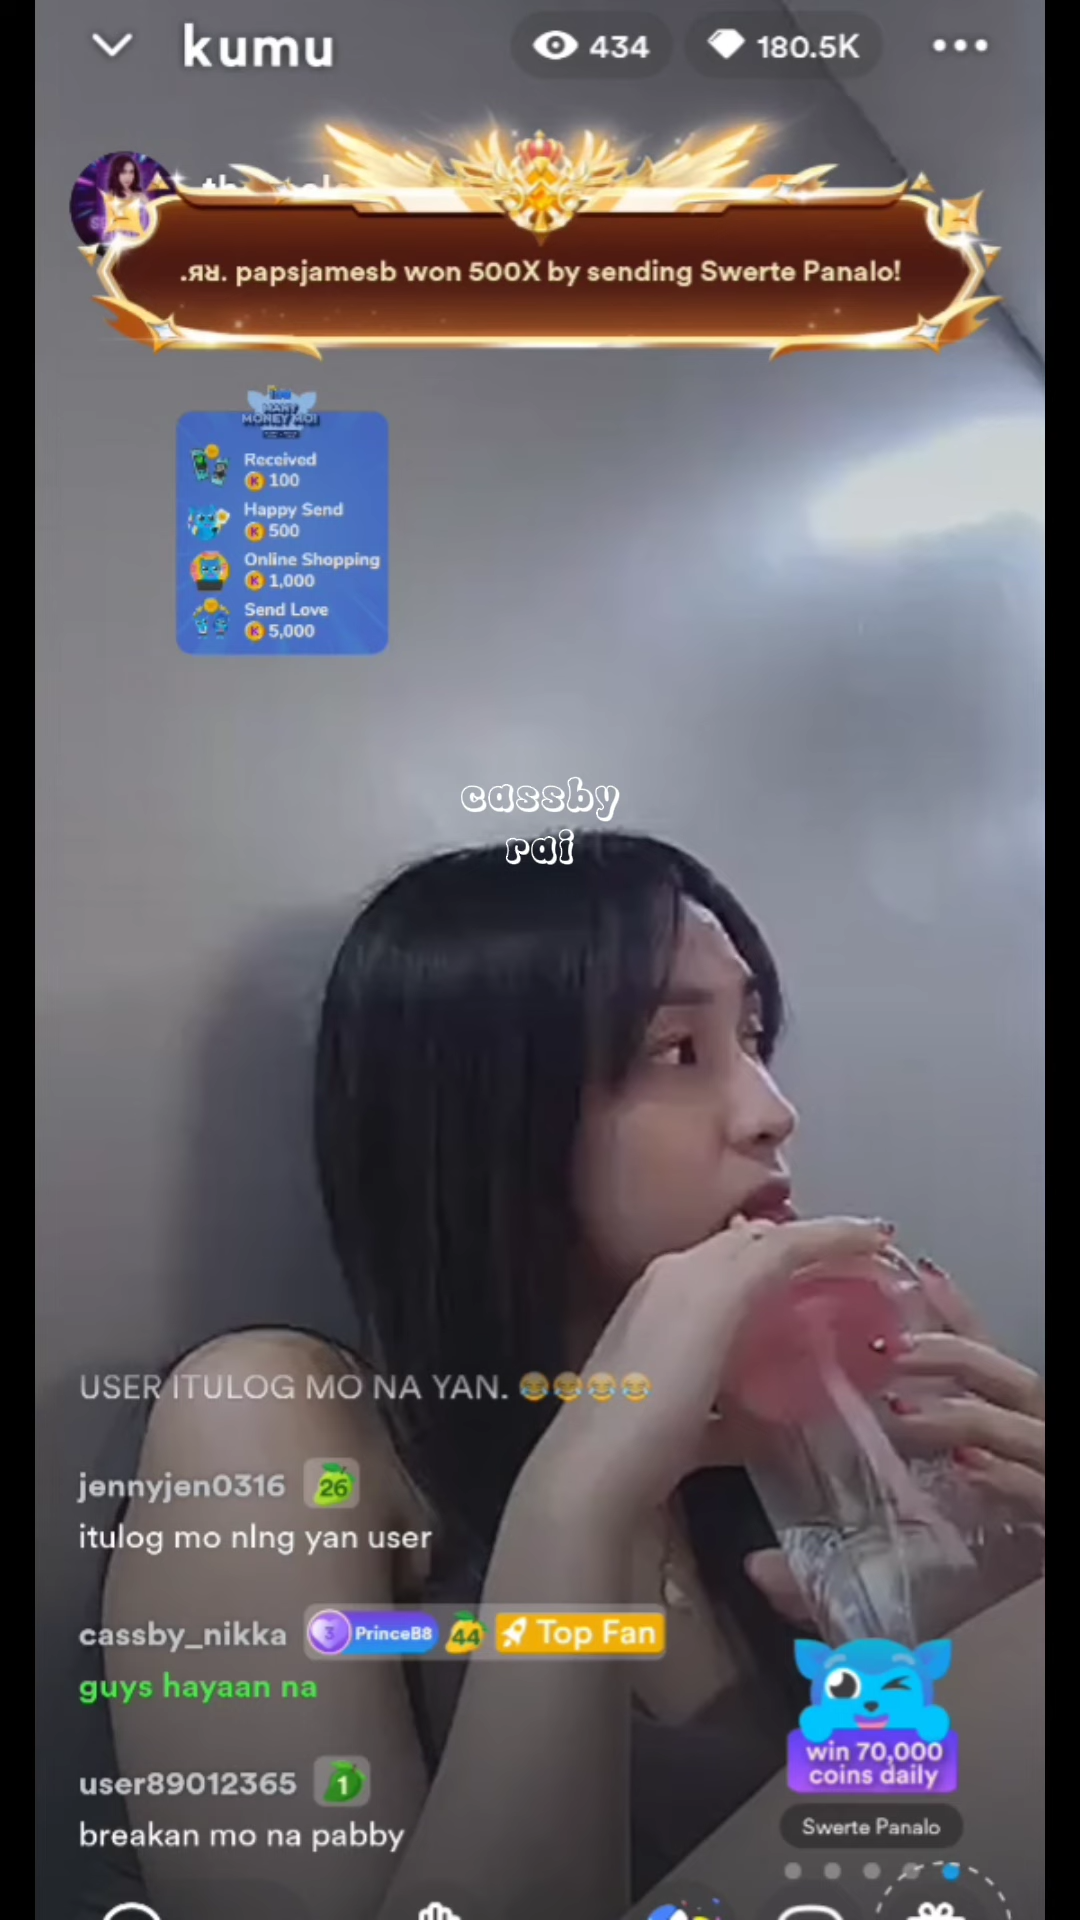 kumu
434
180.5K
.ЯR. papsjamesb won 500X by sending Swerte Panalo!
MONEY MO!
Received
100
Happy Send
500
Online Shopping
1,000
Send Love
5,000
cassby
rai
USER ITULOG MO NA YAN. 😂😂😂😂
jennyjen0316 26
itulog mo nlng yan user
cassby_nikka 3 PrinceB8 44 Top Fan
guys hayaan na
user89012365 1
breakan mo na pabby
win 70,000
coins daily
Swerte Panalo